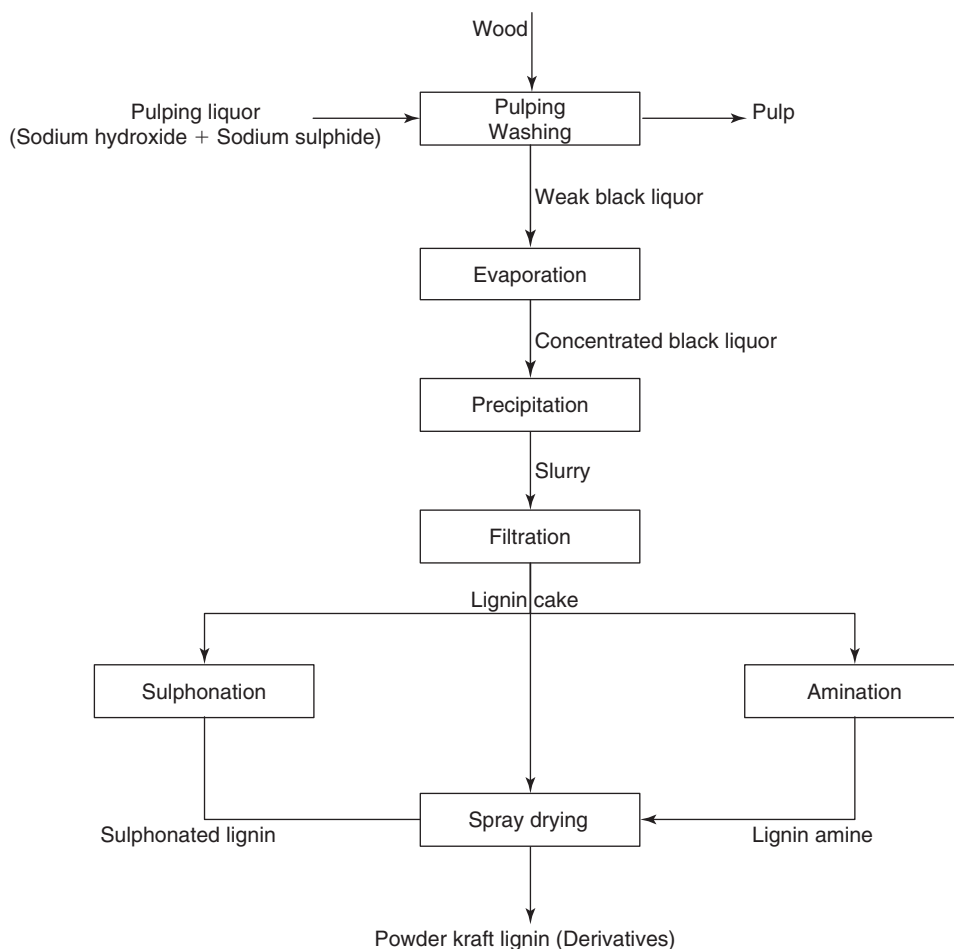 Wood
Pulping liquor
(Sodium hydroxide + Sodium sulphide)
Pulping
Washing
Pulp
Weak black liquor
Evaporation
Concentrated black liquor
Precipitation
Slurry
Filtration
Lignin cake
Sulphonation
Amination
Spray drying
Sulphonated lignin
Lignin amine
Powder kraft lignin (Derivatives)